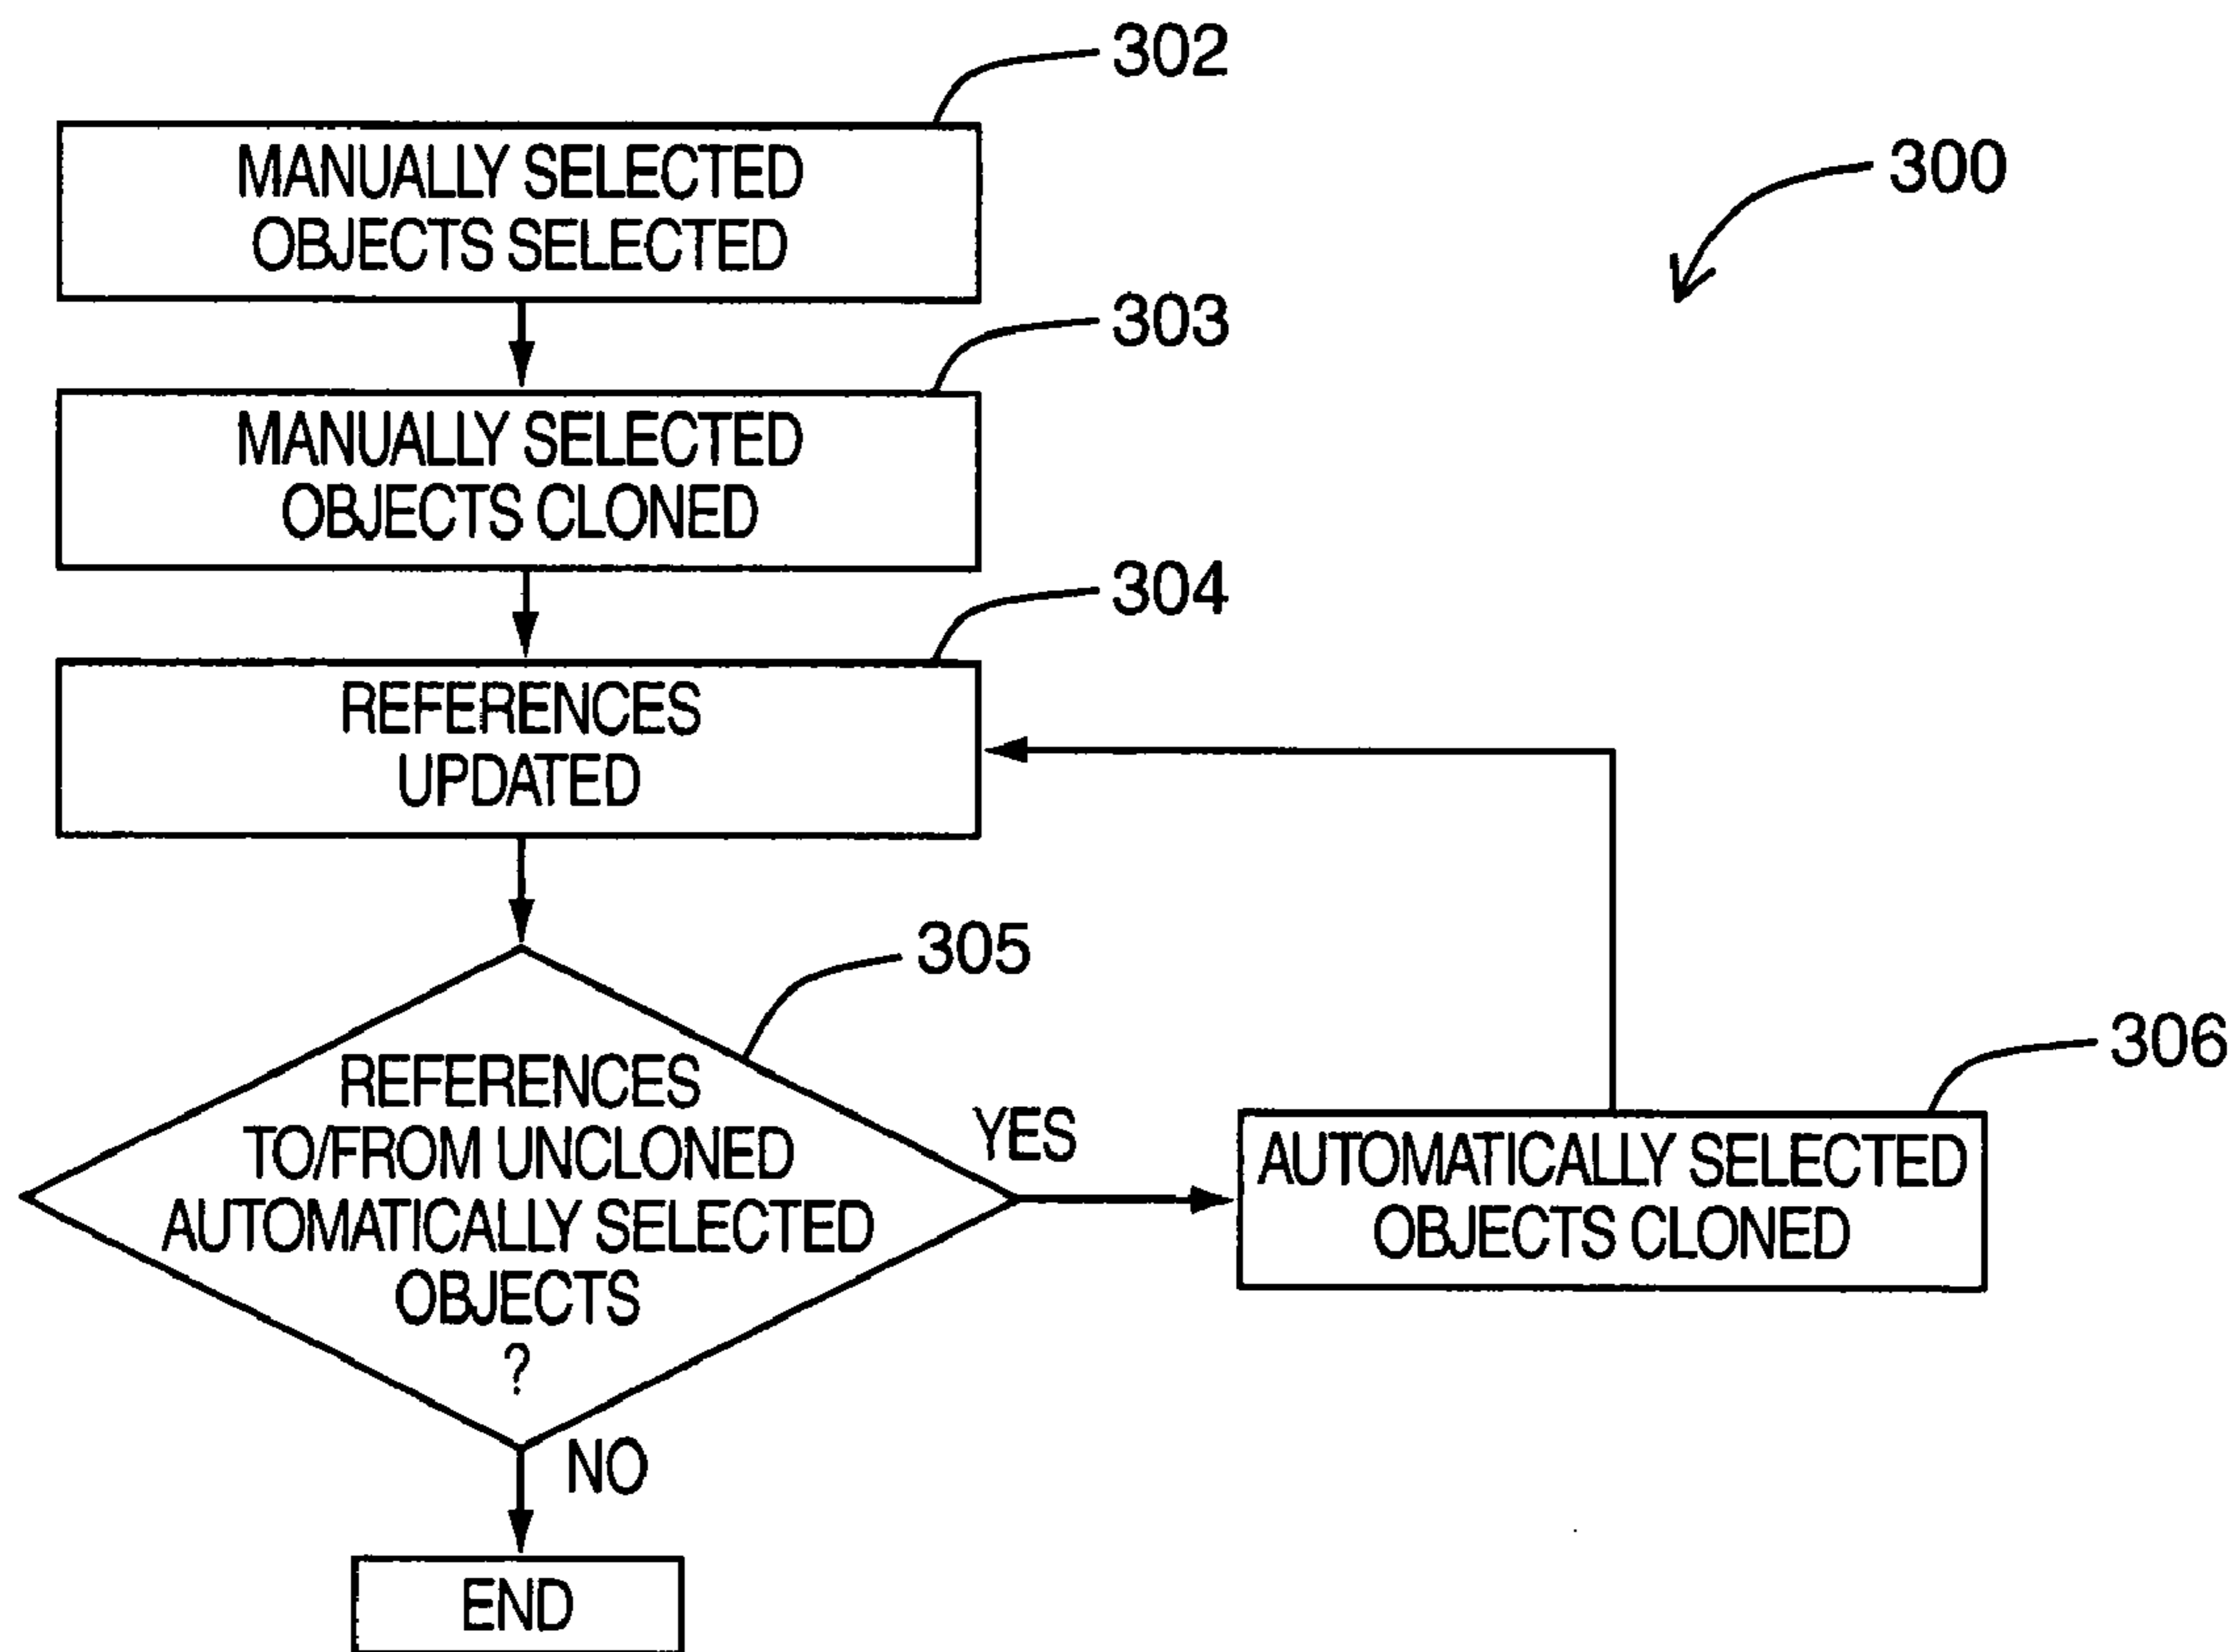 302
MANUALLY SELECTED
OBJECTS SELECTED
300
303
MANUALLY SELECTED
OBJECTS CLONED
304
REFERENCES
UPDATED
305
REFERENCES
TO/FROM UNCLONED
AUTOMATICALLY SELECTED
OBJECTS
?
YES
306
AUTOMATICALLY SELECTED
OBJECTS CLONED
NO
END